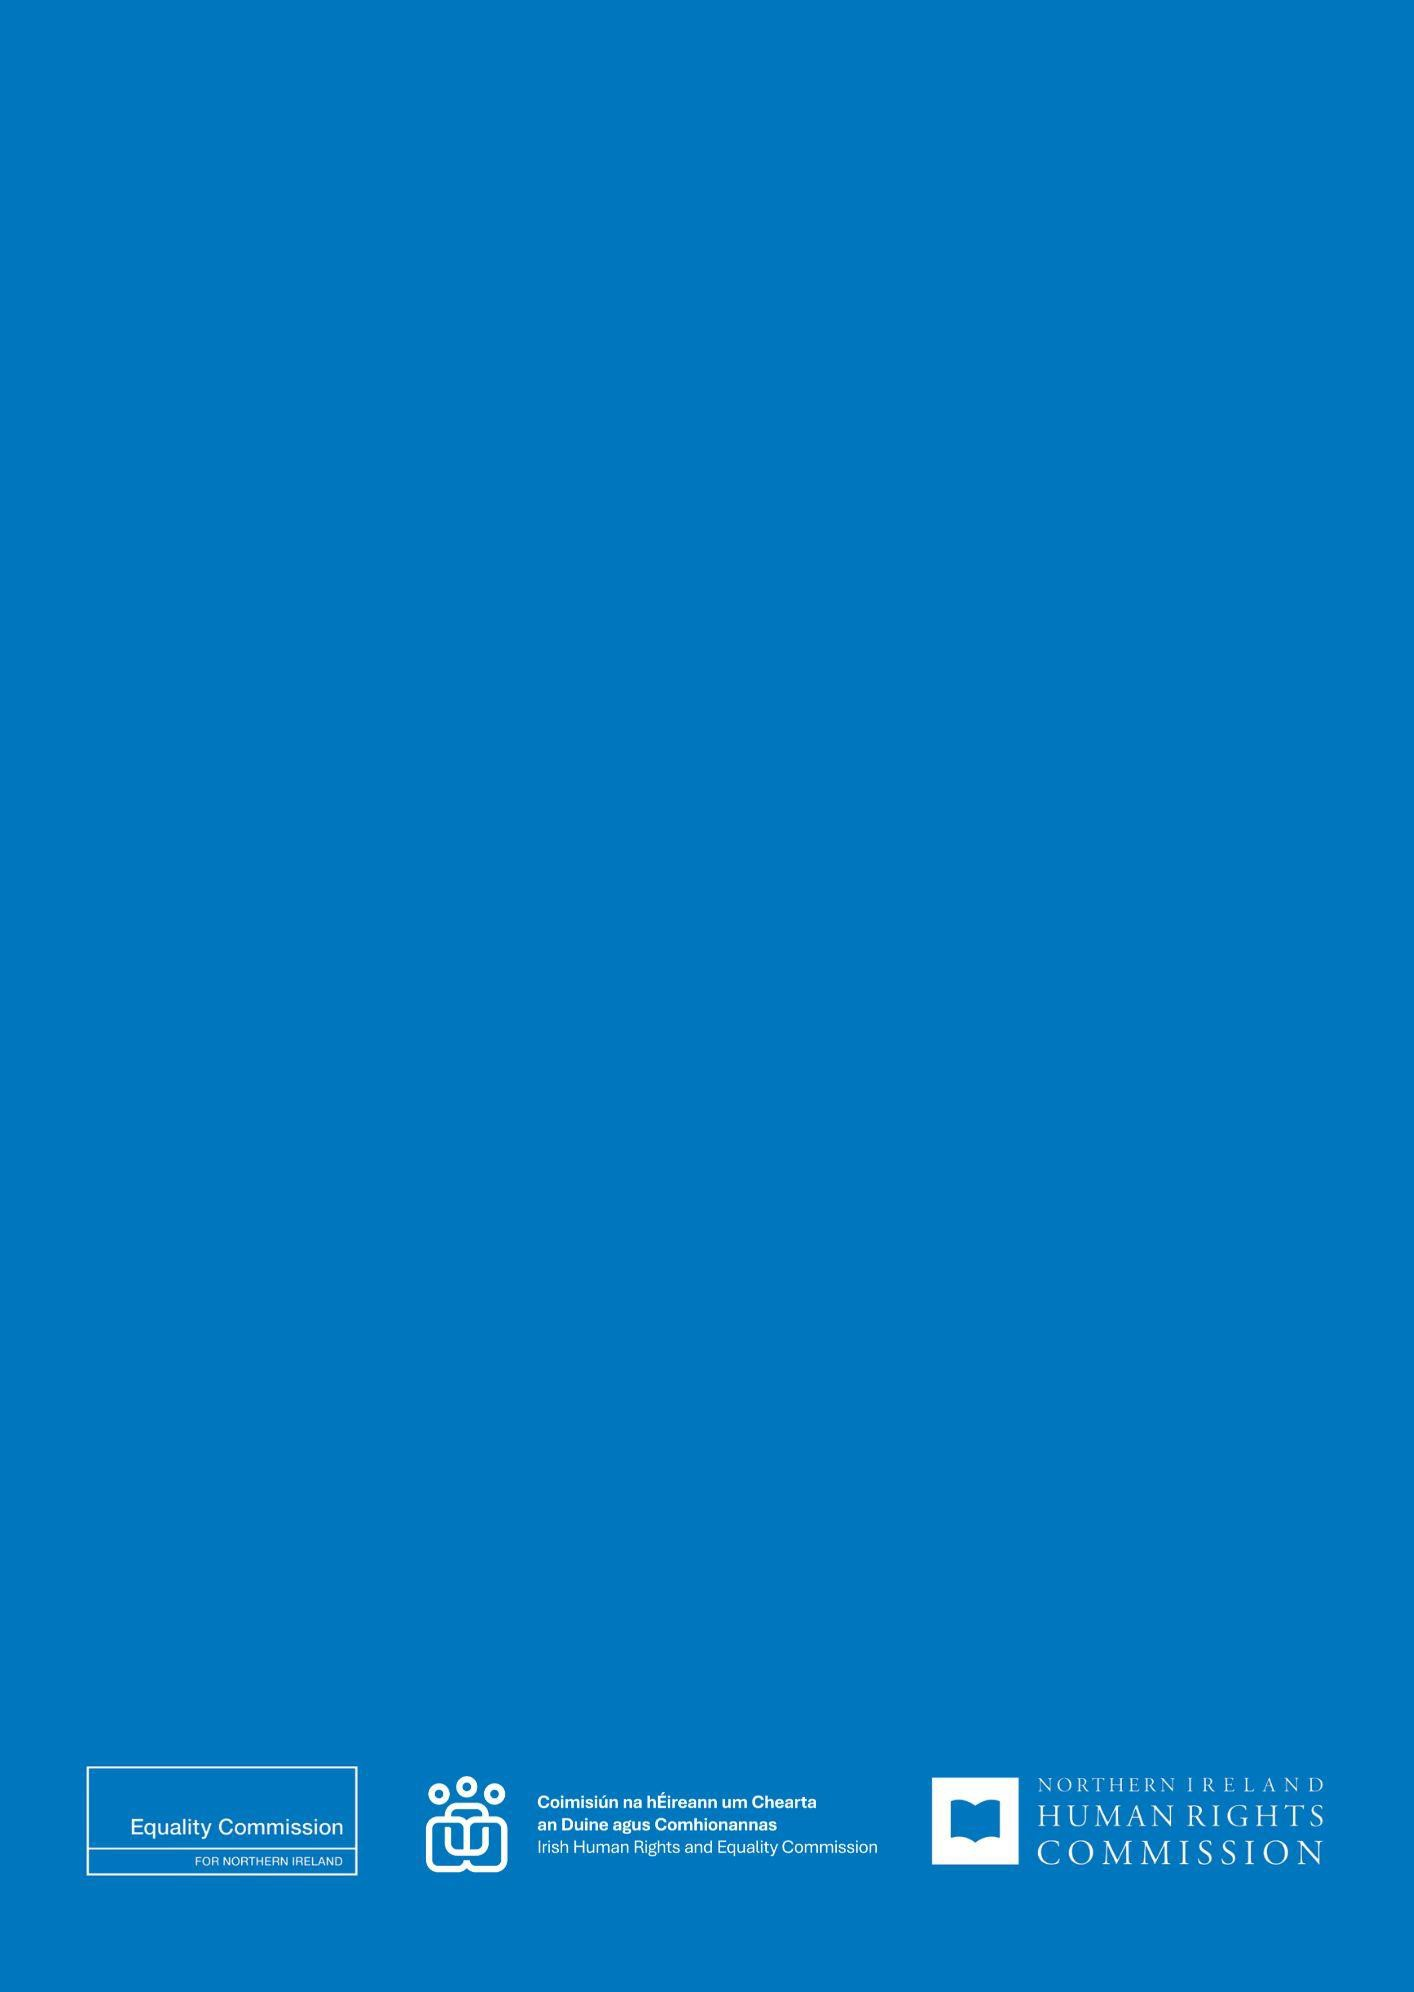 Equality Commission
FOR NORTHERN IRELAND
Coimisiún na hÉireann um Chearta
an Duine agus Comhionannas
Irish Human Rights and Equality Commission
NORTHERN IRELAND
HUMAN RIGHTS
COMMISSION